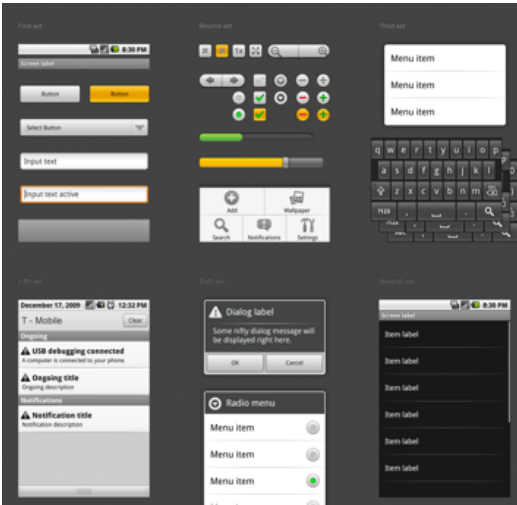 First set
8:30 PM
Screen label
Button
Button
Select Button
Input text
Input text active
Second set
1x
Add
Wallpaper
Search
Notifications
Settings
Third set
Menu item
Menu item
Menu item
q w e r t y u i o p
a s d f g h j k l
z x c v b n m
?123 . , 
?123
ABC
Fifth set
December 17, 2009 12:32 PM
T - Mobile
Clear
Ongoing
USB debugging connected
A computer is connected to your phone.
Ongoing title
Ongoing description
Notifications
Notification title
Notification description
Dialog label
Some nifty dialog message will
be displayed right here.
OK
Cancel
Radio menu
Menu item
Menu item
Menu item
Seventh set
8:30 PM
Screen label
Item label
Item label
Item label
Item label
Item label
Item label